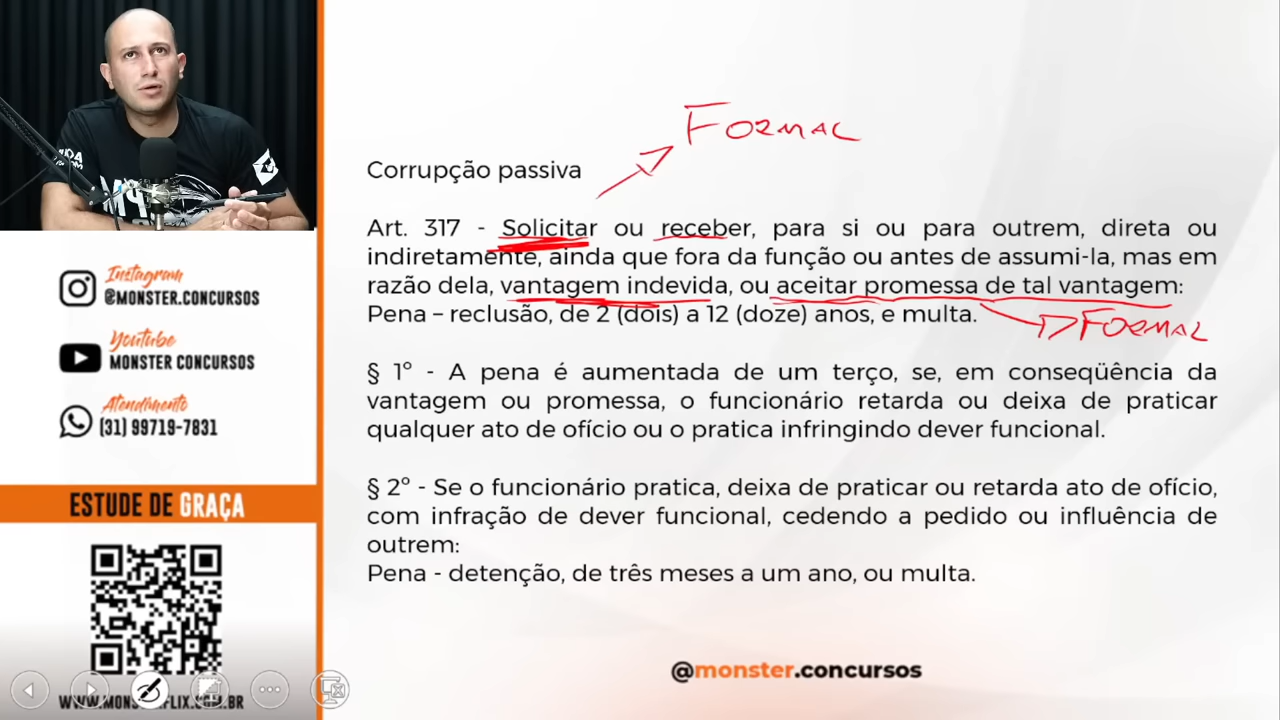 FORMAL
Corrupção passiva
Art. 317 - Solicitar ou receber, para si ou para outrem, direta ou
indiretamente, ainda que fora da função ou antes de assumi-la, mas em
razão dela, vantagem indevida, ou aceitar promessa de tal vantagem:
Pena – reclusão, de 2 (dois) a 12 (doze) anos, e multa.
FORMAL
§ 1º - A pena é aumentada de um terço, se, em conseqüência da
vantagem ou promessa, o funcionário retarda ou deixa de praticar
qualquer ato de ofício ou o pratica infringindo dever funcional.
§ 2º - Se o funcionário pratica, deixa de praticar ou retarda ato de ofício,
com infração de dever funcional, cedendo a pedido ou influência de
outrem:
Pena - detenção, de três meses a um ano, ou multa.
@monster.concursos
Instagram
@MONSTER.CONCURSOS
Youtube
MONSTER CONCURSOS
Atendimento
(31) 99719-7831
ESTUDE DE GRAÇA